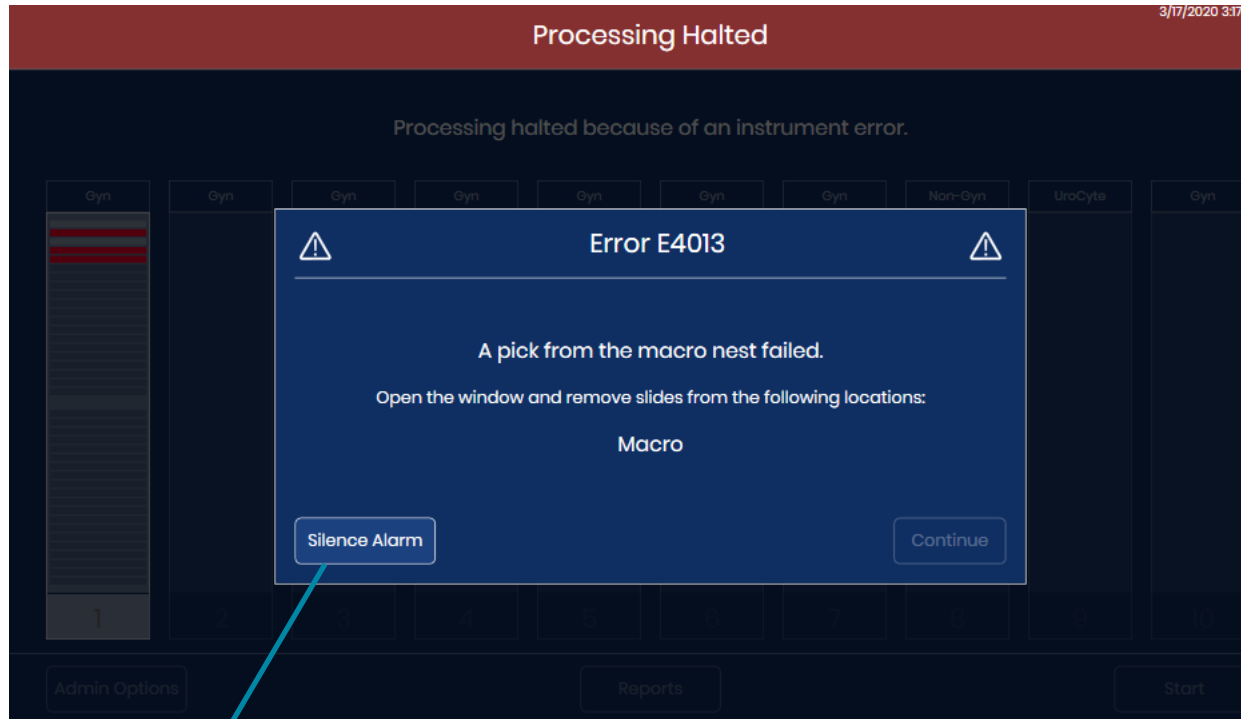 3/17/2020 3:17
Processing Halted
Processing halted because of an instrument error.
Gyn Gyn Gyn Gyn Gyn Gyn Gyn Non-Gyn UroCyte Gyn
Error E4013
A pick from the macro nest failed.
Open the window and remove slides from the following locations:
Macro
Silence Alarm Continue
1 2 3 4 5 6 7 8 9 10
Admin Options Reports Start